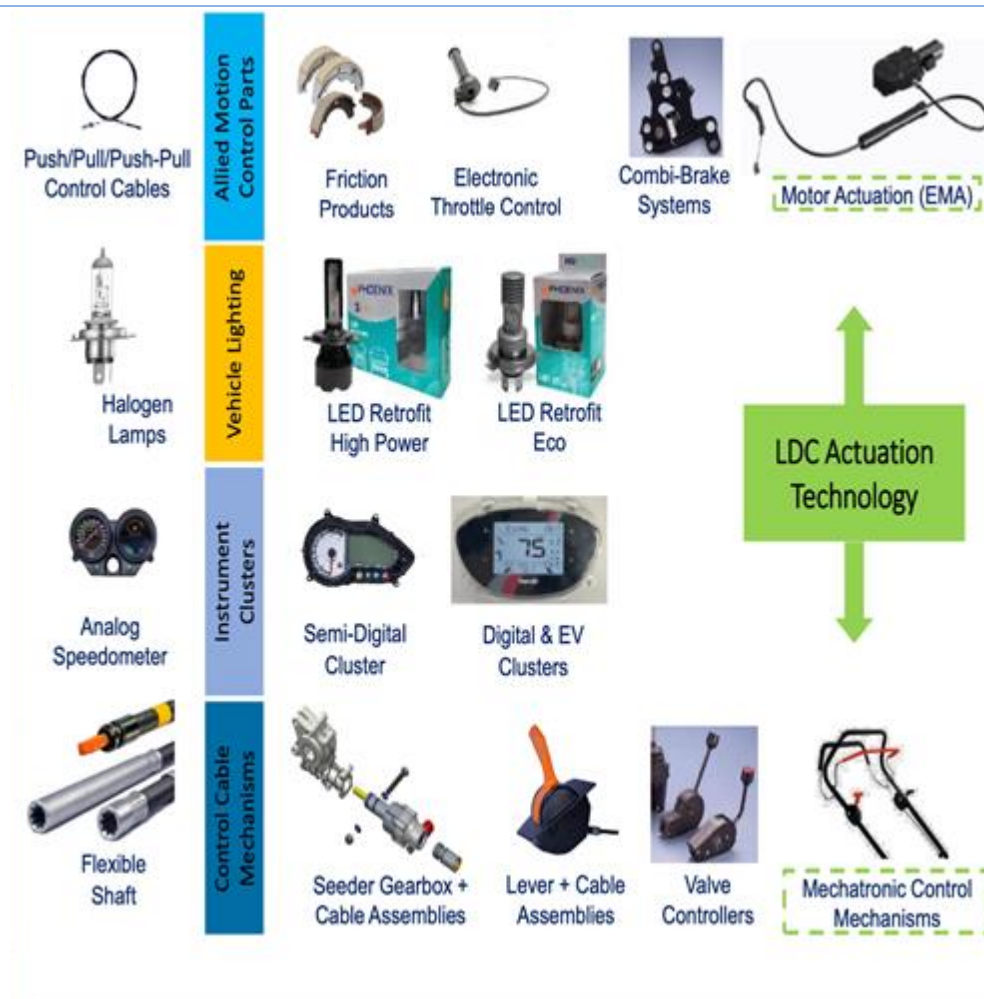 Push/Pull/Push-Pull
Control Cables
Allied Motion
Control Parts
Friction
Products
Electronic
Throttle Control
Combi-Brake
Systems
Motor Actuation (EMA)
Halogen
Lamps
Vehicle Lighting
PHOENIX
PHOENIX
LED Retrofit
High Power
LED Retrofit
Eco
LDC Actuation
Technology
Analog
Speedometer
Instrument
Clusters
75
Semi-Digital
Cluster
Digital & EV
Clusters
Flexible
Shaft
Control Cable
Mechanisms
Seeder Gearbox +
Cable Assemblies
Lever + Cable
Assemblies
Valve
Controllers
Mechatronic Control
Mechanisms